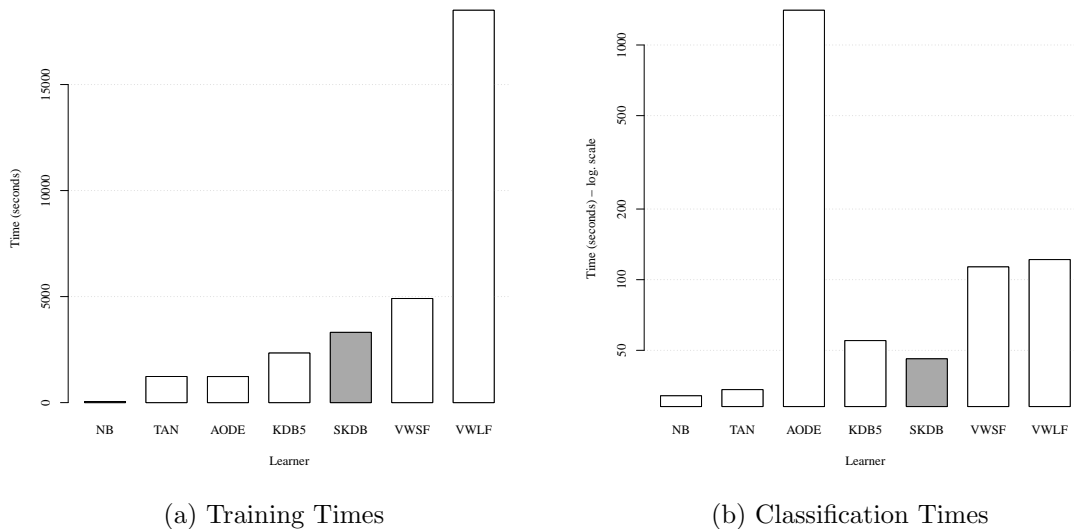 Time (seconds)
0
5000
10000
15000
NB TAN AODE KDB5 SKDB VWSF VWLF
Learner
(a) Training Times
Time (seconds) − log. scale
50
100
200
500
1000
NB TAN AODE KDB5 SKDB VWSF VWLF
Learner
(b) Classification Times